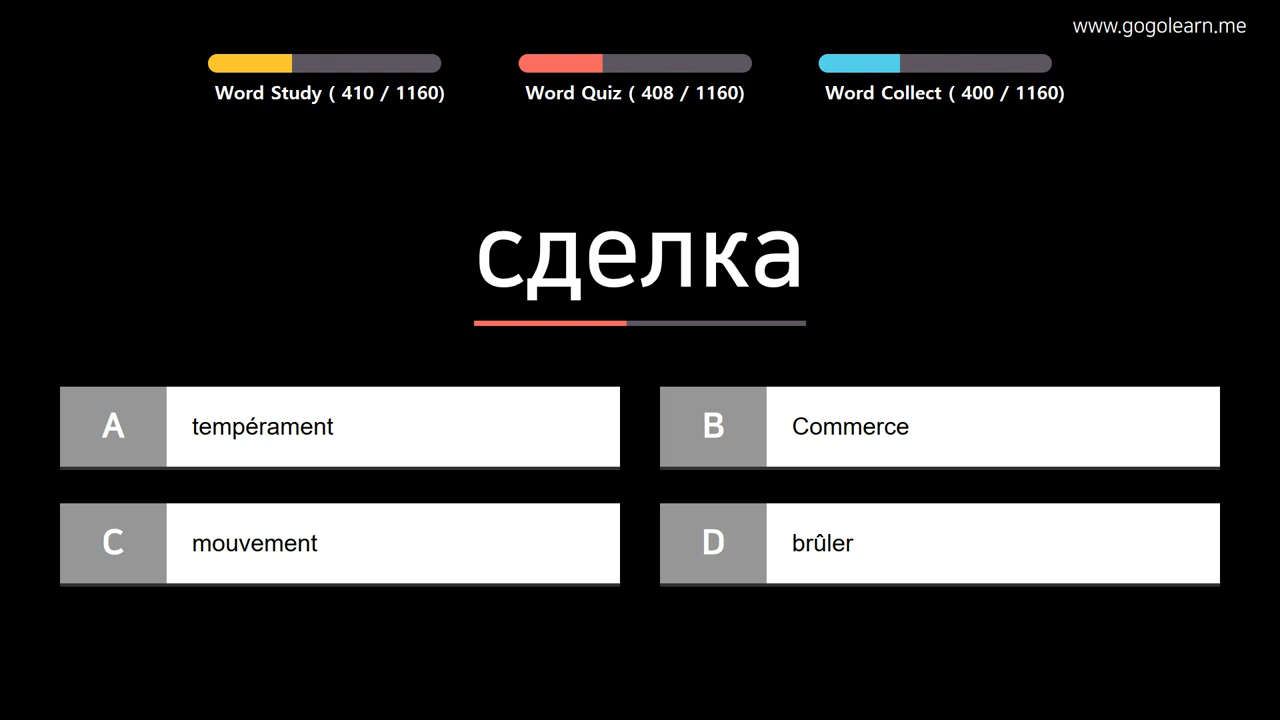 www.gogolearn.me
Word Study ( 410 / 1160)
Word Quiz ( 408 / 1160)
Word Collect ( 400 / 1160)
сделка
A
tempérament
B
Commerce
C
mouvement
D
brûler